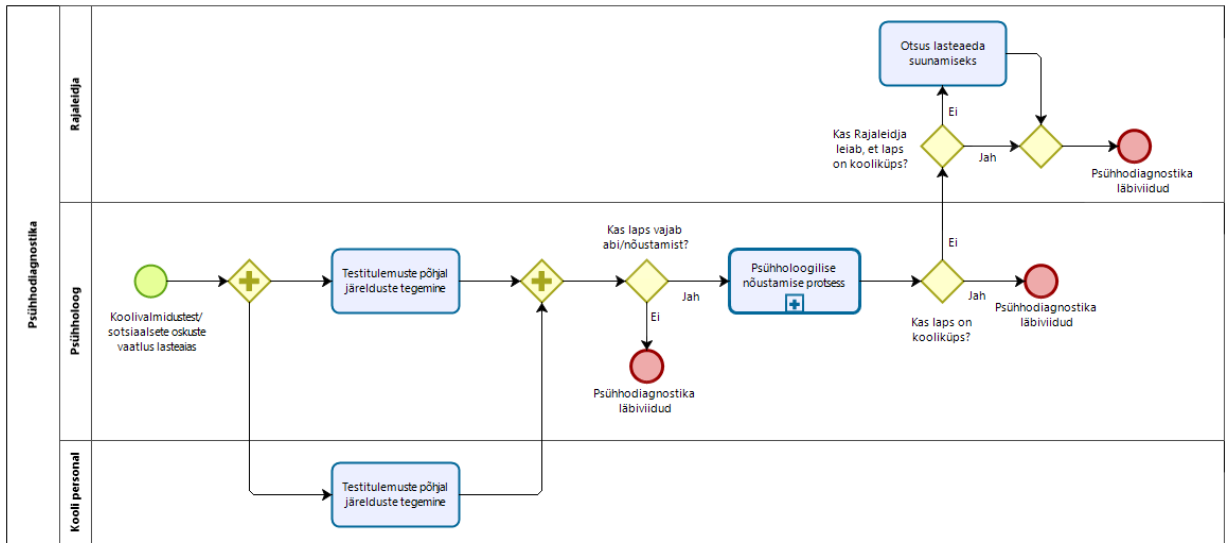 Psühhodiagnostika
Rajaleidja
Otsus lasteaeda
suunamiseks
Ei
Kas Rajaleidja
leiab, et laps
on kooliküps?
Jah
Psühhodiagnostika
läbiviidud
Psühholoog
Koolivalmidustest/
sotsiaalsete oskuste
vaatlus lasteaias
Testitulemuste põhjal
järelduste tegemine
Kas laps vajab
abi/nõustamist?
Jah
Ei
Psühhodiagnostika
läbiviidud
Psühholoogilise
nõustamise protsess
Ei
Jah
Kas laps on
kooliküps?
Psühhodiagnostika
läbiviidud
Kooli personal
Testitulemuste põhjal
järelduste tegemine